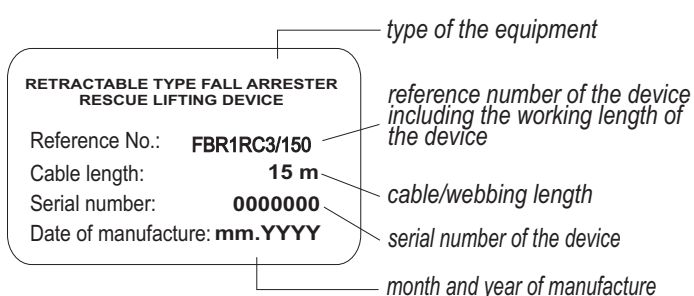 type of the equipment
RETRACTABLE TYPE FALL ARRESTER
RESCUE LIFTING DEVICE
reference number of the device
including the working length of
the device
Reference No.: FBR1RC3/150
Cable length: 15 m
cable/webbing length
Serial number: 0000000
serial number of the device
Date of manufacture: mm.YYYY
month and year of manufacture